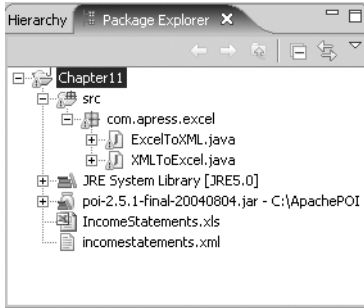 Hierarchy Package Explorer
Chapter11
src
com.apress.excel
ExcelToXML.java
XMLToExcel.java
JRE System Library [JRE5.0]
poi-2.5.1-final-20040804.jar - C:\ApachePOI
IncomeStatements.xls
incomestatements.xml